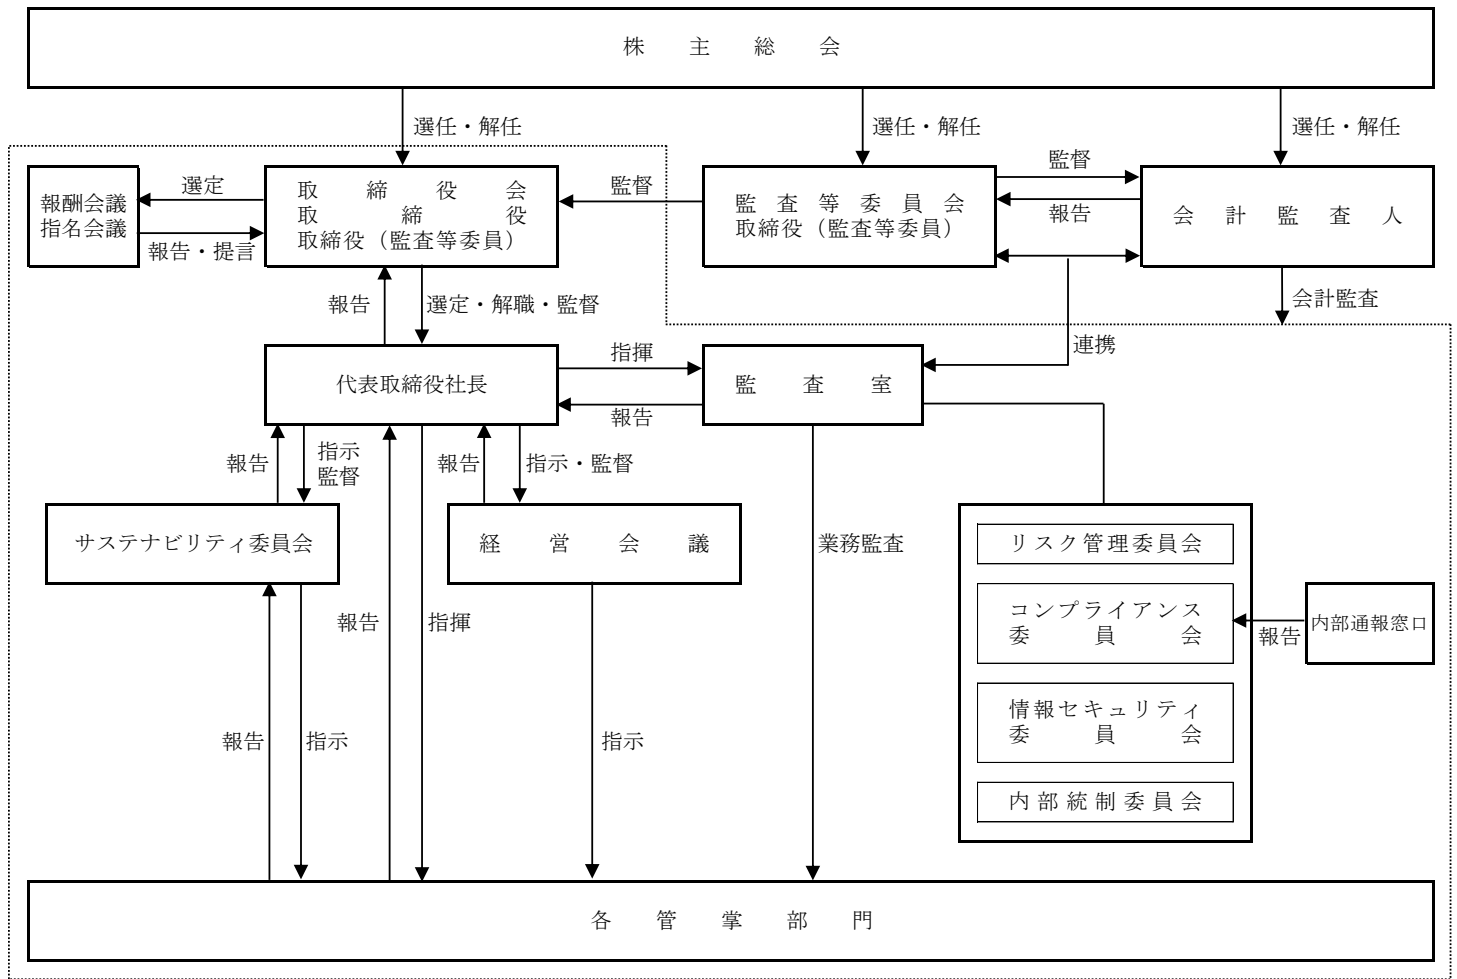 株主総会
選任・解任
選任・解任
選任・解任
報酬会議
指名会議
選定
報告・提言
取締役会
取締役
取締役（監査等委員）
監督
監査等委員会
取締役（監査等委員）
監督
報告
会計監査人
報告
選定・解職・監督
会計監査
連携
代表取締役社長
指揮
報告
監査室
報告
指示
監督
報告
指示・監督
サステナビリティ委員会
経営会議
業務監査
リスク管理委員会
コンプライアンス
委員会
情報セキュリティ
委員会
内部統制委員会
報告
内部通報窓口
報告
指揮
報告
指示
指示
各管掌部門